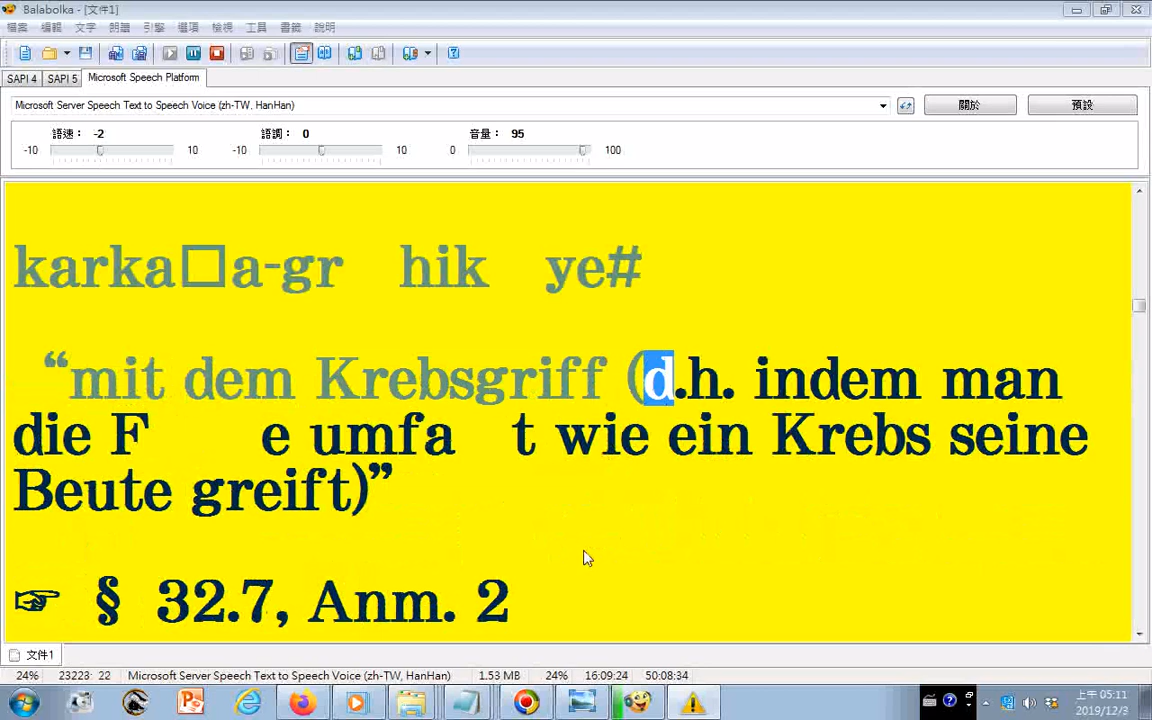 Balabolka - [文件1]
檔案 編輯 文字 朗讀 引擎 選項 檢視 工具 書籤 說明
SAPI 4 SAPI 5 Microsoft Speech Platform
Microsoft Server Speech Text to Speech Voice (zh-TW, HanHan) 關於 預設
語速： -2 語調： 0 音量： 95
-10 10 -10 10 0 100
karka□a-gr hik ye#
“mit dem Krebsgriff (d.h. indem man
die F e umfa t wie ein Krebs seine
Beute greift)”
☞ § 32.7, Anm. 2
文件1
24% 23223: 22 Microsoft Server Speech Text to Speech Voice (zh-TW, HanHan) 1.53 MB 24% 16:09:24 50:08:34
上午 05:11
2019/12/3